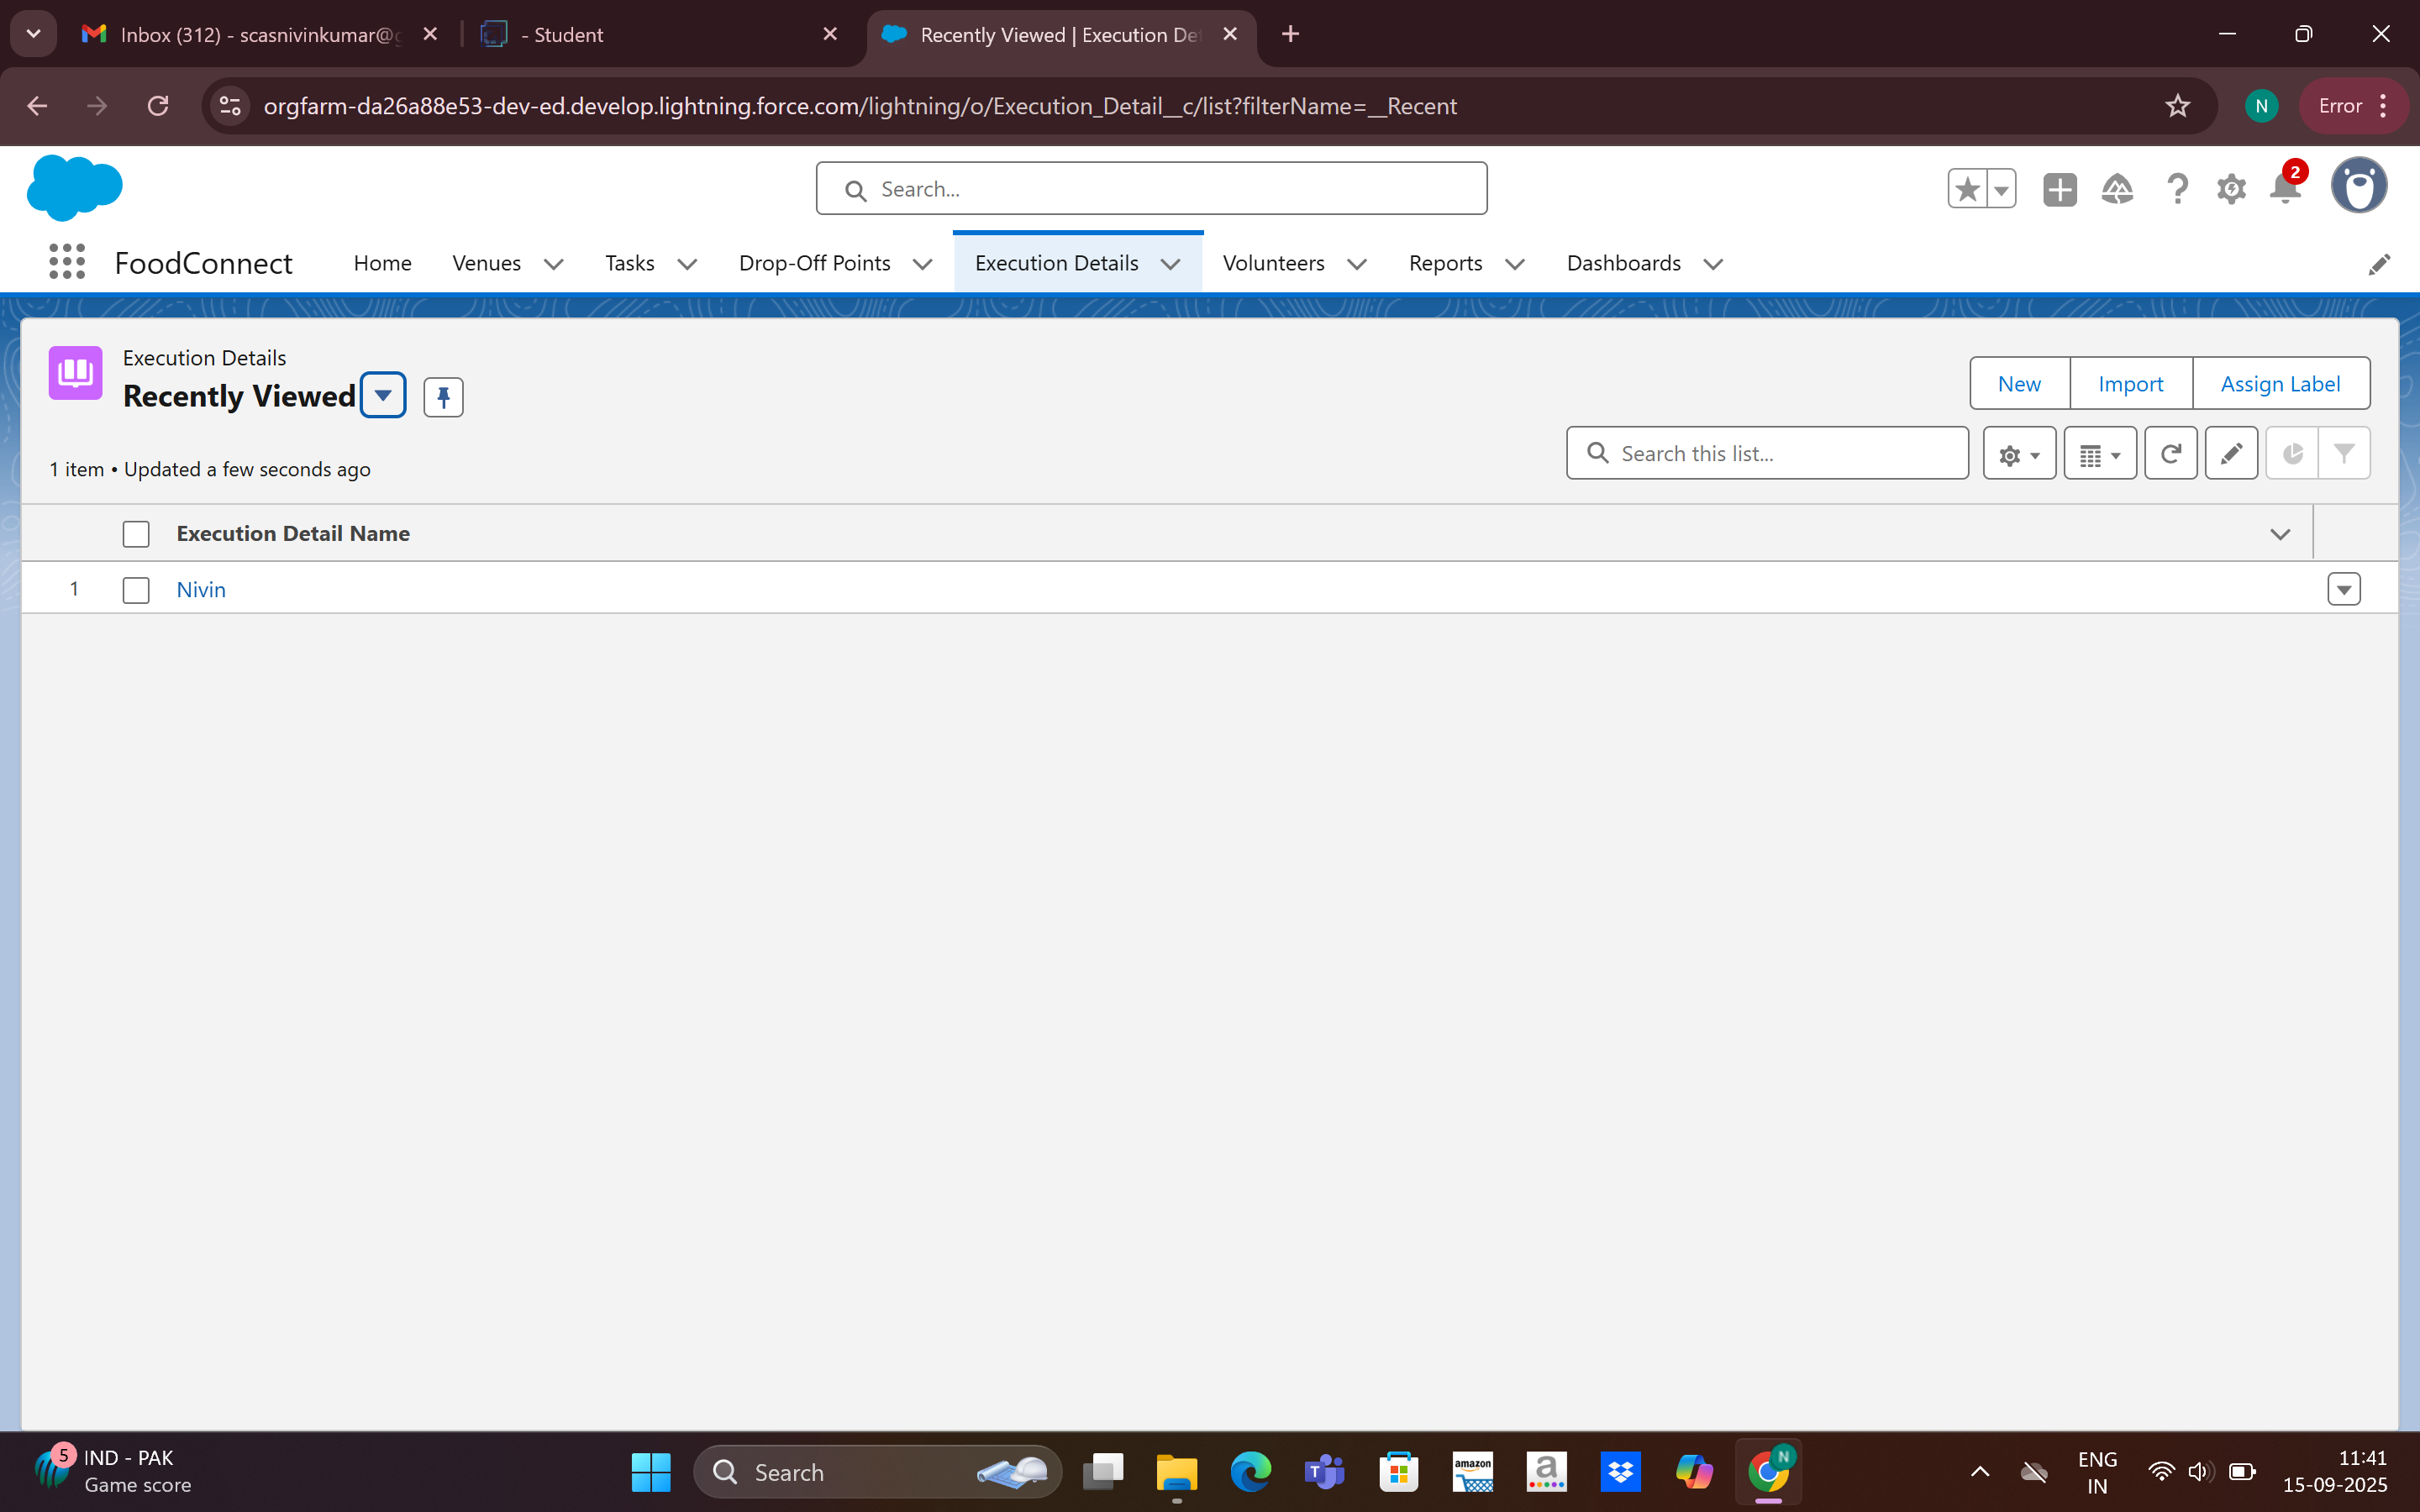 Inbox (312) - scasnivinkumar@
- Student
Recently Viewed | Execution De
orgfarm-da26a88e53-dev-ed.develop.lightning.force.com/lightning/o/Execution_Detail__c/list?filterName=__Recent
N
Error
Search...
2
FoodConnect
Home
Venues
Tasks
Drop-Off Points
Execution Details
Volunteers
Reports
Dashboards
Execution Details
Recently Viewed
New
Import
Assign Label
1 item • Updated a few seconds ago
Search this list...
Execution Detail Name
1
Nivin
5
IND - PAK
Game score
Search
T
amazon
a
N
ENG
IN
11:41
15-09-2025